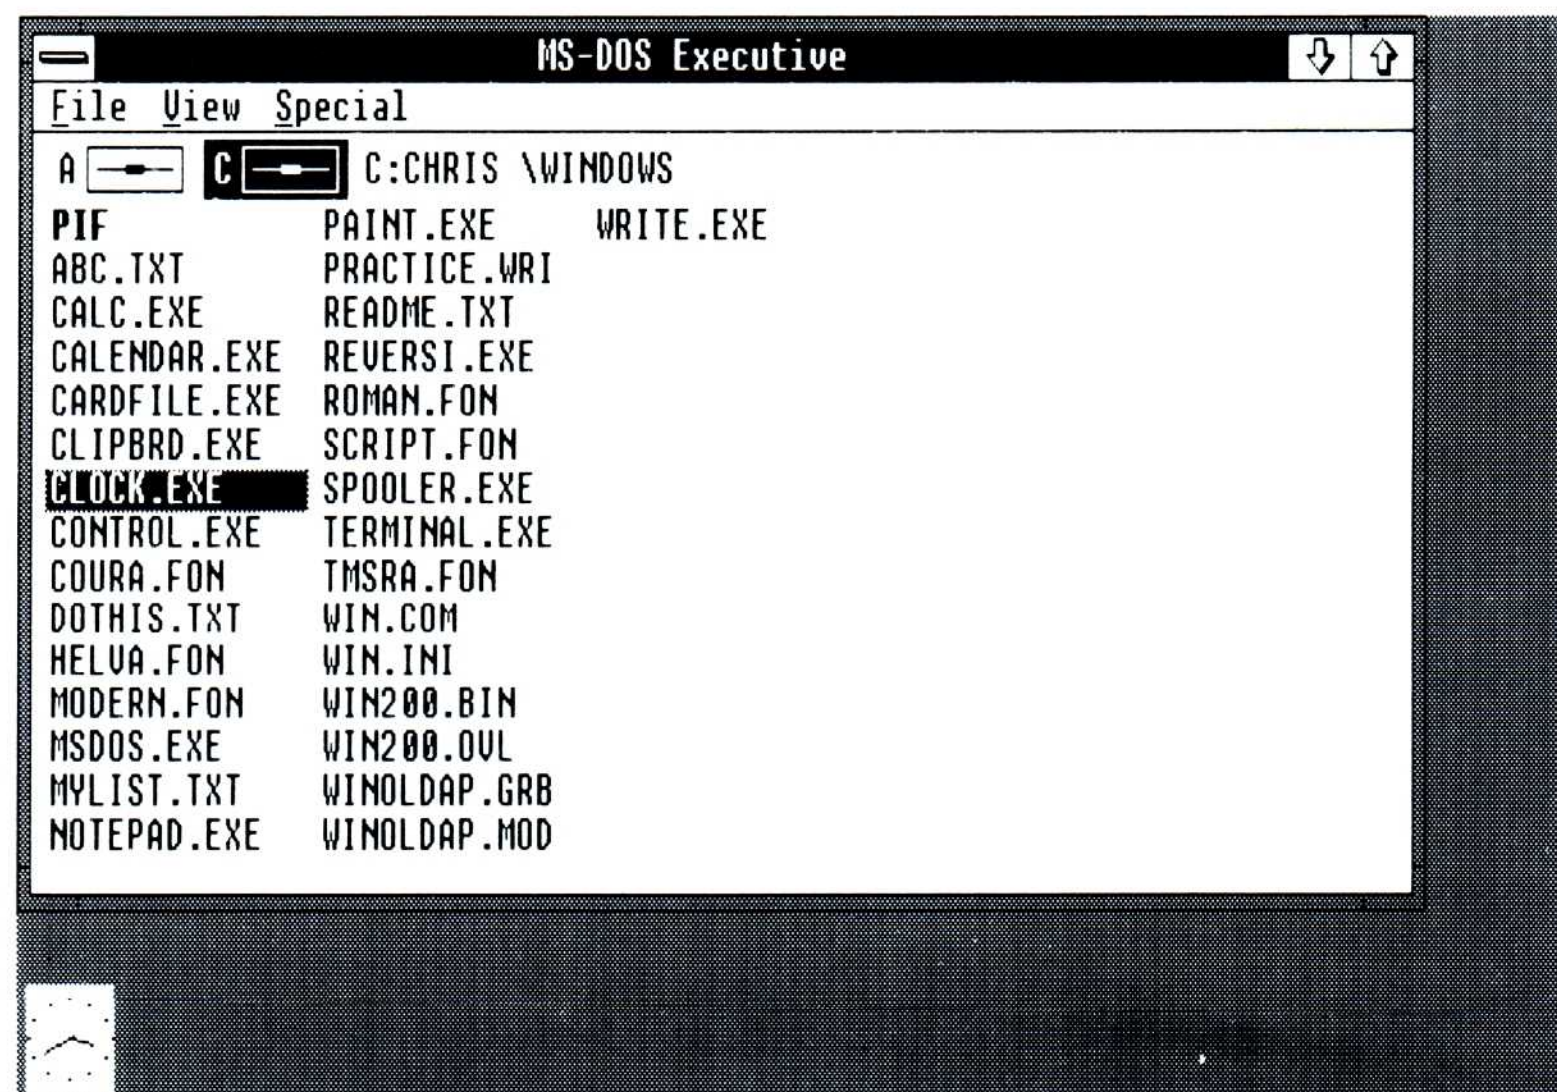 MS-DOS Executive
File View Special
A C C:CHRIS \WINDOWS
PIF PAINT.EXE WRITE.EXE
ABC.TXT PRACTICE.WRI
CALC.EXE README.TXT
CALENDAR.EXE REVERSI.EXE
CARDFILE.EXE ROMAN.FON
CLIPBRD.EXE SCRIPT.FON
CLOCK.EXE SPOOLER.EXE
CONTROL.EXE TERMINAL.EXE
COURA.FON TMSRA.FON
DOTHIS.TXT WIN.COM
HELVA.FON WIN.INI
MODERN.FON WIN200.BIN
MSDOS.EXE WIN200.OVL
MYLIST.TXT WINOLDAP.GRB
NOTEPAD.EXE WINOLDAP.MOD